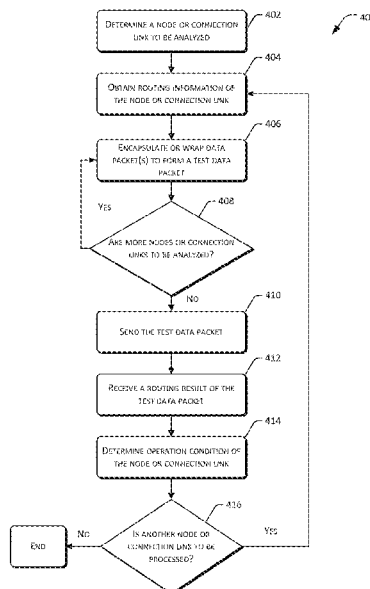 402
40
DETERMINE A NODE OR CONNECTION
LINK TO BE ANALYZED
404
OBTAIN ROUTING INFORMATION OF
THE NODE OR CONNECTION LINK
406
ENCAPSULATE OR WRAP DATA
PACKET(S) TO FORM A TEST DATA
PACKET
Yes
408
ARE MORE NODES OR CONNECTION
LINKS TO BE ANALYZED?
No
410
SEND THE TEST DATA PACKET
412
RECEIVE A ROUTING RESULT OF THE
TEST DATA PACKET
414
DETERMINE OPERATION CONDITION OF
THE NODE OR CONNECTION LINK
416
No
Yes
END
IS ANOTHER NODE OR
CONNECTION LINK TO BE
PROCESSED?